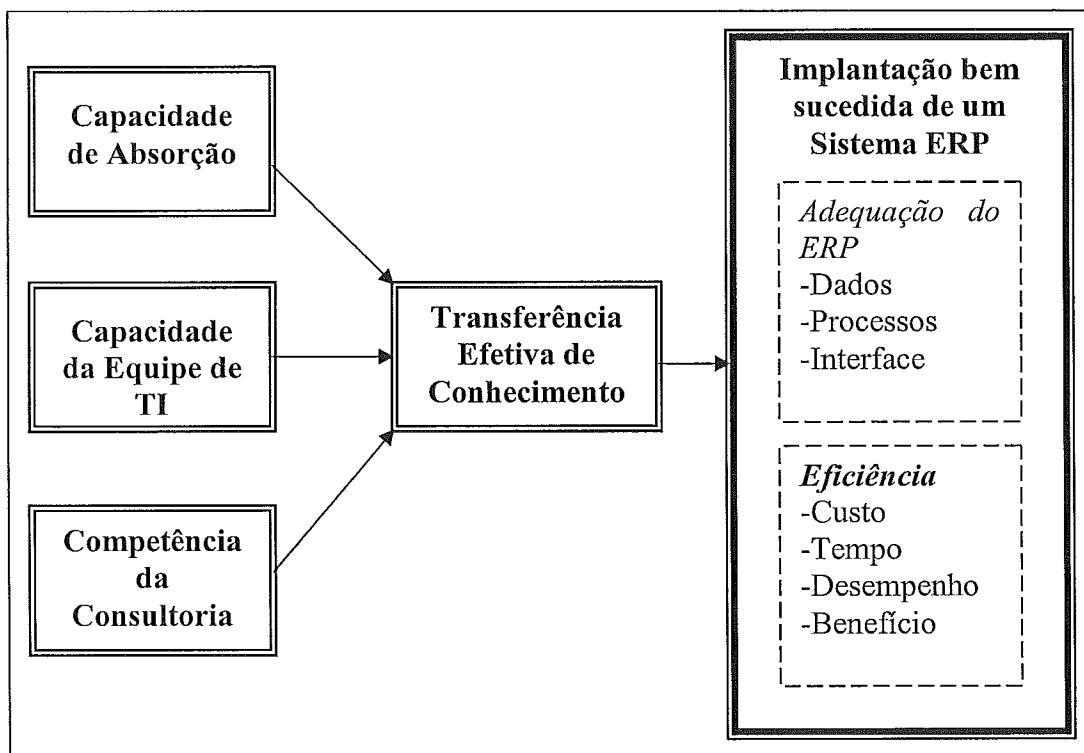 Capacidade
de Absorção
Capacidade
da Equipe de
TI
Competência
da
Consultoria
Transferência
Efetiva de
Conhecimento
Implantação bem
sucedida de um
Sistema ERP
Adequação do
ERP
-Dados
-Processos
-Interface
Eficiência
-Custo
-Tempo
-Desempenho
-Benefício